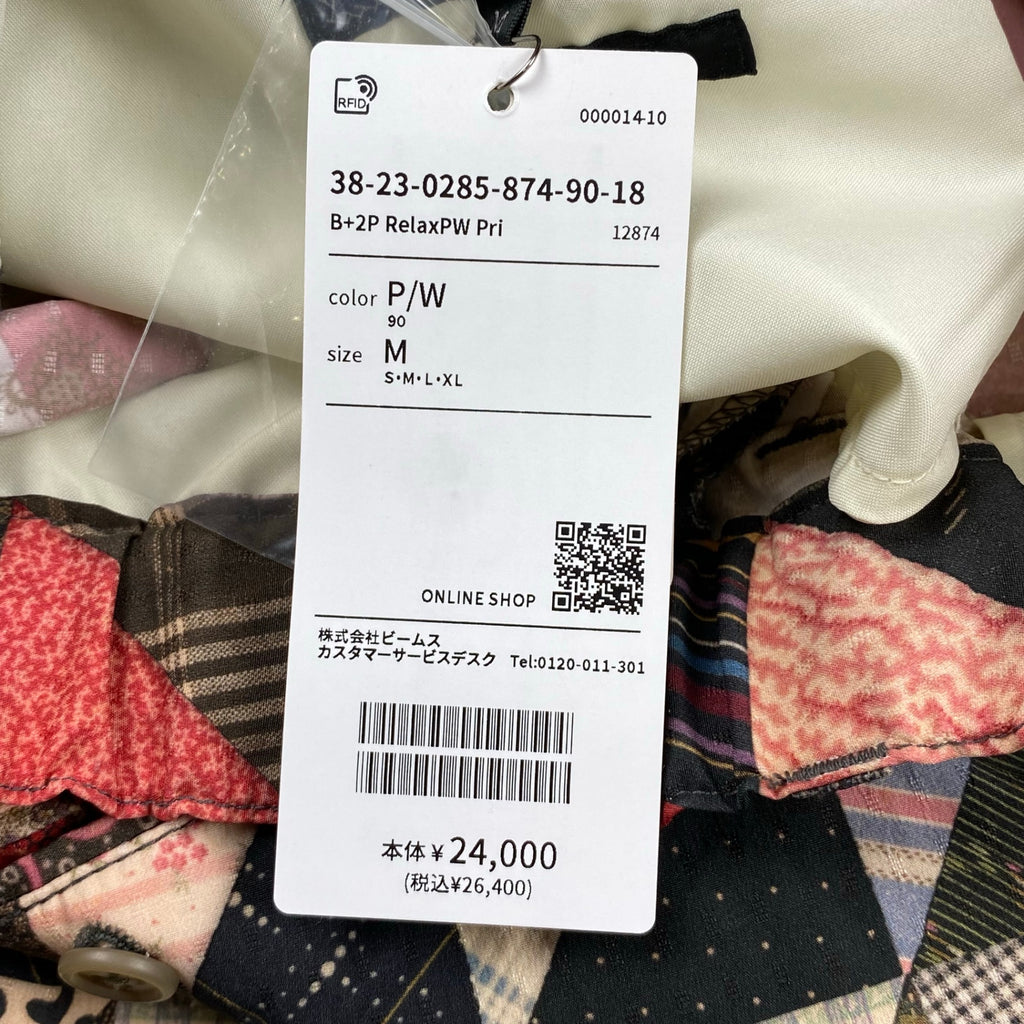 RFID
000014-10
38-23-0285-874-90-18
B+2P RelaxPW Pri 12874
color P/W
90
size M
S・M・L・XL
ONLINE SHOP
株式会社ビームス
カスタマーサービスデスク Tel:0120-011-301
本体¥24,000
(税込¥26,400)